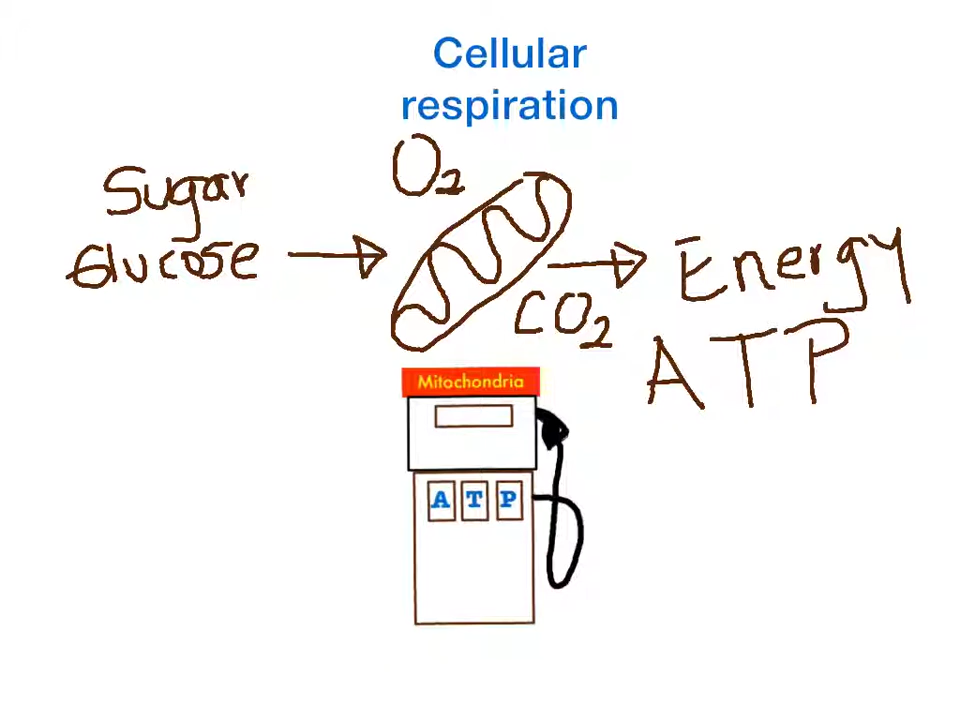 Cellular
respiration
O2
Sugar
Glucose
Energy
CO2
ATP
Mitochondria
A T P